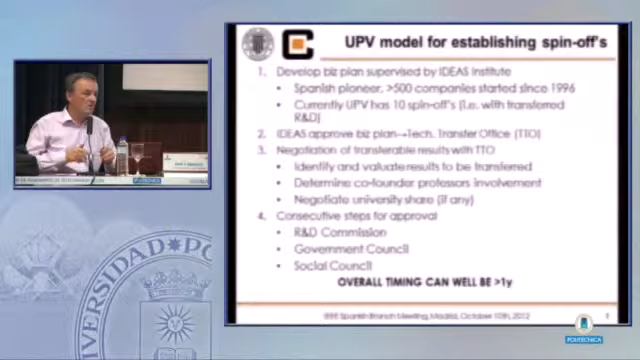 UPV model for establishing spin-off's
1. Develop biz plan supervised by IDEAS Institute
• Spanish pioneer, >500 companies started since 1996
• Currently UPV has 10 spin-off's (i.e. with transferred
R&D)
2. IDEAS approve biz plan→Tech. Transfer Office (TTO)
3. Negotiation of transferable results with TTO
• Identify and valuate results to be transferred
• Determine co-founder professors involvement
• Negotiate university share (if any)
4. Consecutive steps for approval
• R&D Commission
• Government Council
• Social Council
OVERALL TIMING CAN WELL BE >1y
IEEE Spanish Branch Meeting, Madrid, October 10th, 2012
POLITECNICA
POLITECNICA
UNIVERSIDAD PO